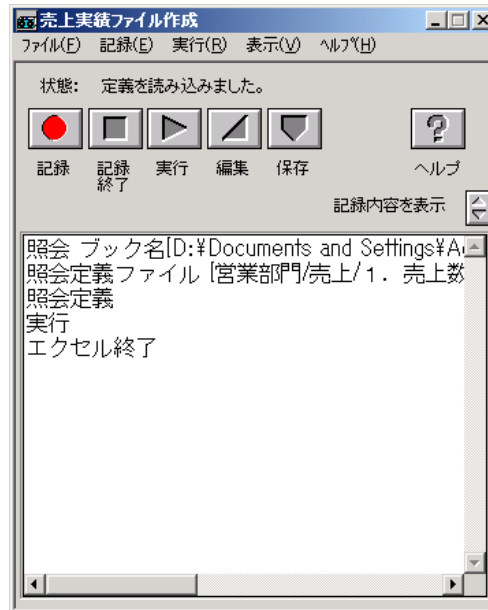 売上実績ファイル作成
ファイル(F) 記録(E) 実行(R) 表示(V) ヘルプ(H)
状態: 定義を読み込みました。
記録 記録終了 実行 編集 保存 ヘルプ
記録内容を表示
照会 ブック名[D:¥Documents and Settings¥A
照会定義ファイル [営業部門/売上/1. 売上数
照会定義
実行
エクセル終了